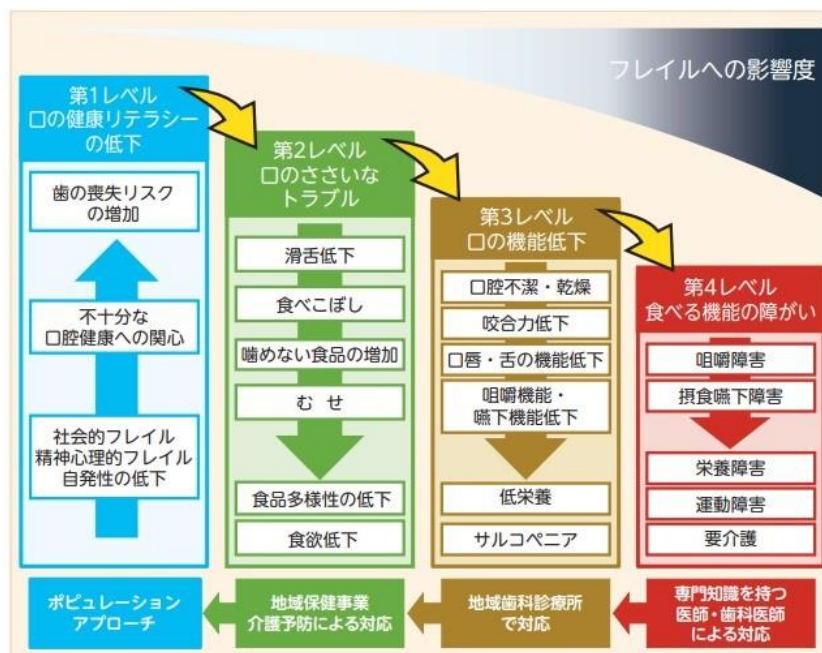 フレイルへの影響度
第1レベル
口の健康リテラシー
の低下
歯の喪失リスク
の増加
不十分な
口腔健康への関心
社会的フレイル
精神心理的フレイル
自発性の低下
第2レベル
口のささいな
トラブル
滑舌低下
食べこぼし
噛めない食品の増加
むせ
食品多様性の低下
食欲低下
第3レベル
口の機能低下
口腔不潔・乾燥
咬合力低下
口唇・舌の機能低下
咀嚼機能・
嚥下機能低下
低栄養
サルコペニア
第4レベル
食べる機能の障がい
咀嚼障害
摂食嚥下障害
栄養障害
運動障害
要介護
ポピュレーション
アプローチ
地域保健事業
介護予防による対応
地域歯科診療所
で対応
専門知識を持つ
医師・歯科医師
による対応